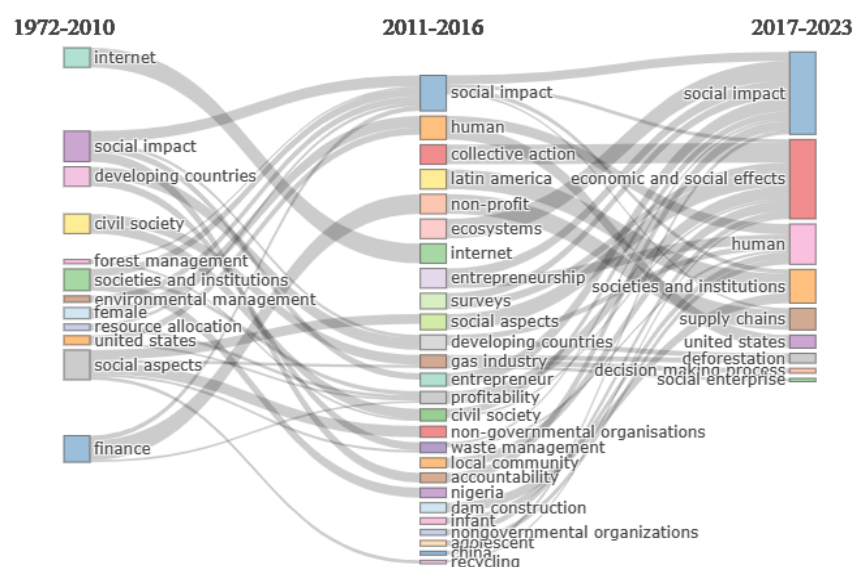 1972-2010
2011-2016
2017-2023
internet
social impact
developing countries
civil society
forest management
societies and institutions
environmental management
female
resource allocation
united states
social aspects
finance
social impact
human
collective action
latin america
non-profit
ecosystems
internet
entrepreneurship
surveys
social aspects
developing countries
gas industry
entrepreneur
profitability
civil society
non-governmental organisations
waste management
local community
accountability
nigeria
dam construction
infant
nongovernmental organizations
adolescent
china
recycling
social impact
economic and social effects
human
societies and institutions
supply chains
united states
deforestation
decision making process
social enterprise